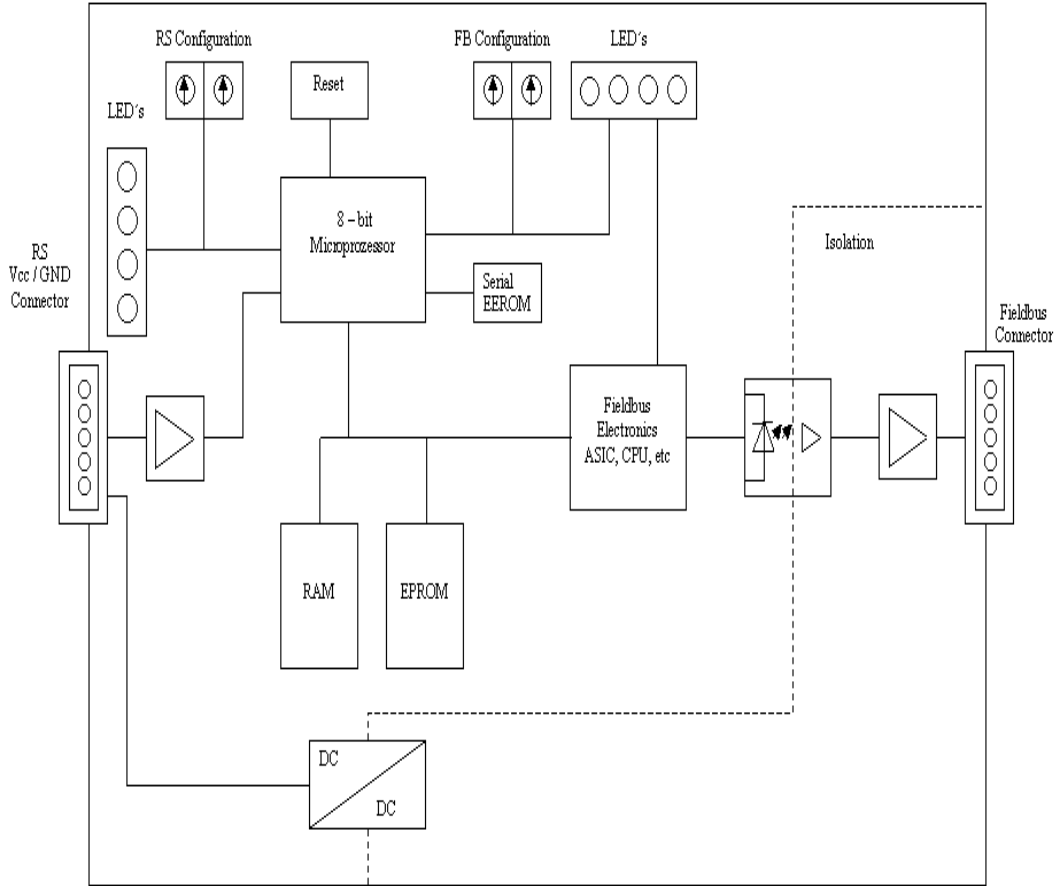 RS Configuration
FB Configuration
LED´s
Reset
LED´s
8 – bit
Microprozessor
Isolation
RS
Vcc / GND
Connector
Serial
EEROM
Fieldbus
Connector
Fieldbus
Electronics
ASIC, CPU, etc
RAM
EPROM
DC
DC